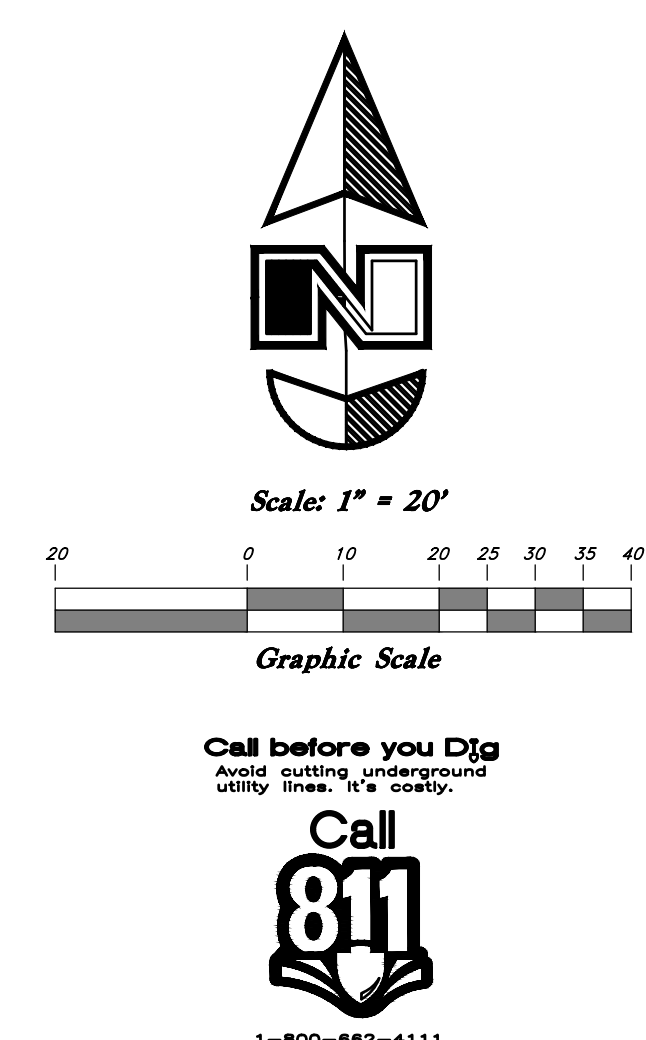 N
Scale: 1" = 20'
20 0 10 20 25 30 35 40
Graphic Scale
Call before you Dig
Avoid cutting underground
utility lines. It's costly.
Call
811
1-800-662-4111